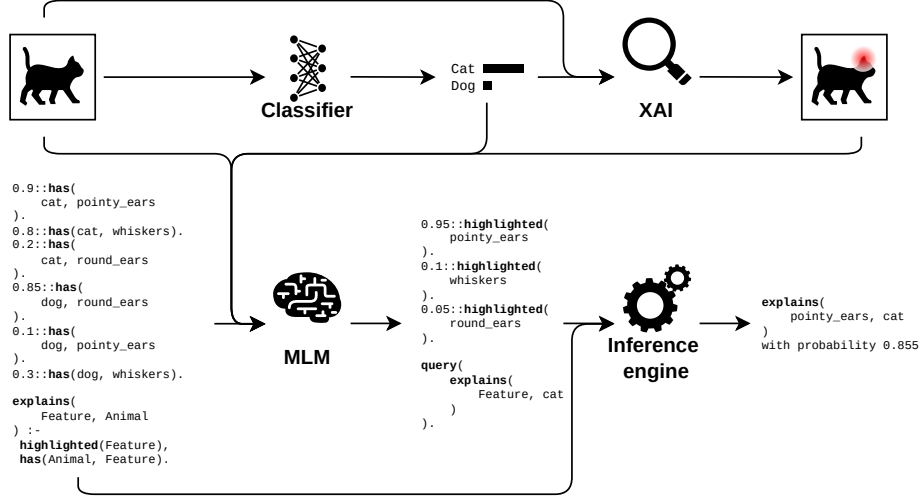 Cat
Dog
Classifier
XAI
0.9::has(
    cat, pointy_ears
).
0.8::has(cat, whiskers).
0.2::has(
    cat, round_ears
).
0.85::has(
    dog, round_ears
).
0.1::has(
    dog, pointy_ears
).
0.3::has(dog, whiskers).
explains(
    Feature, Animal
) :-
 highlighted(Feature),
 has(Animal, Feature).
MLM
0.95::highlighted(
    pointy_ears
).
0.1::highlighted(
    whiskers
).
0.05::highlighted(
    round_ears
).
query(
    explains(
        Feature, cat
    )
).
Inference
engine
explains(
    pointy_ears, cat
)
with probability 0.855